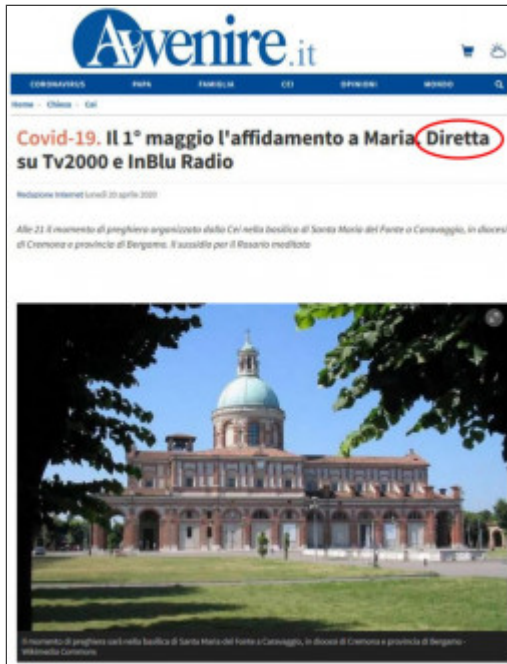 Avvenire.it
CORONAVIRUS PAPA FAMIGLIA CEI OPINIONI MONDO
Home - Chiesa - Cei
Covid-19. Il 1° maggio l'affidamento a Maria. Diretta
su Tv2000 e InBlu Radio
Redazione Internet lunedì 20 aprile 2020
Alle 21 il momento di preghiera organizzato dalla Cei nella basilica di Santa Maria del Fonte a Caravaggio, in diocesi
di Cremona e provincia di Bergamo. Il sussidio per il Rosario meditato
Il momento di preghiera sarà nella basilica di Santa Maria del Fonte a Caravaggio, in diocesi di Cremona e provincia di Bergamo -
Wikimedia Commons